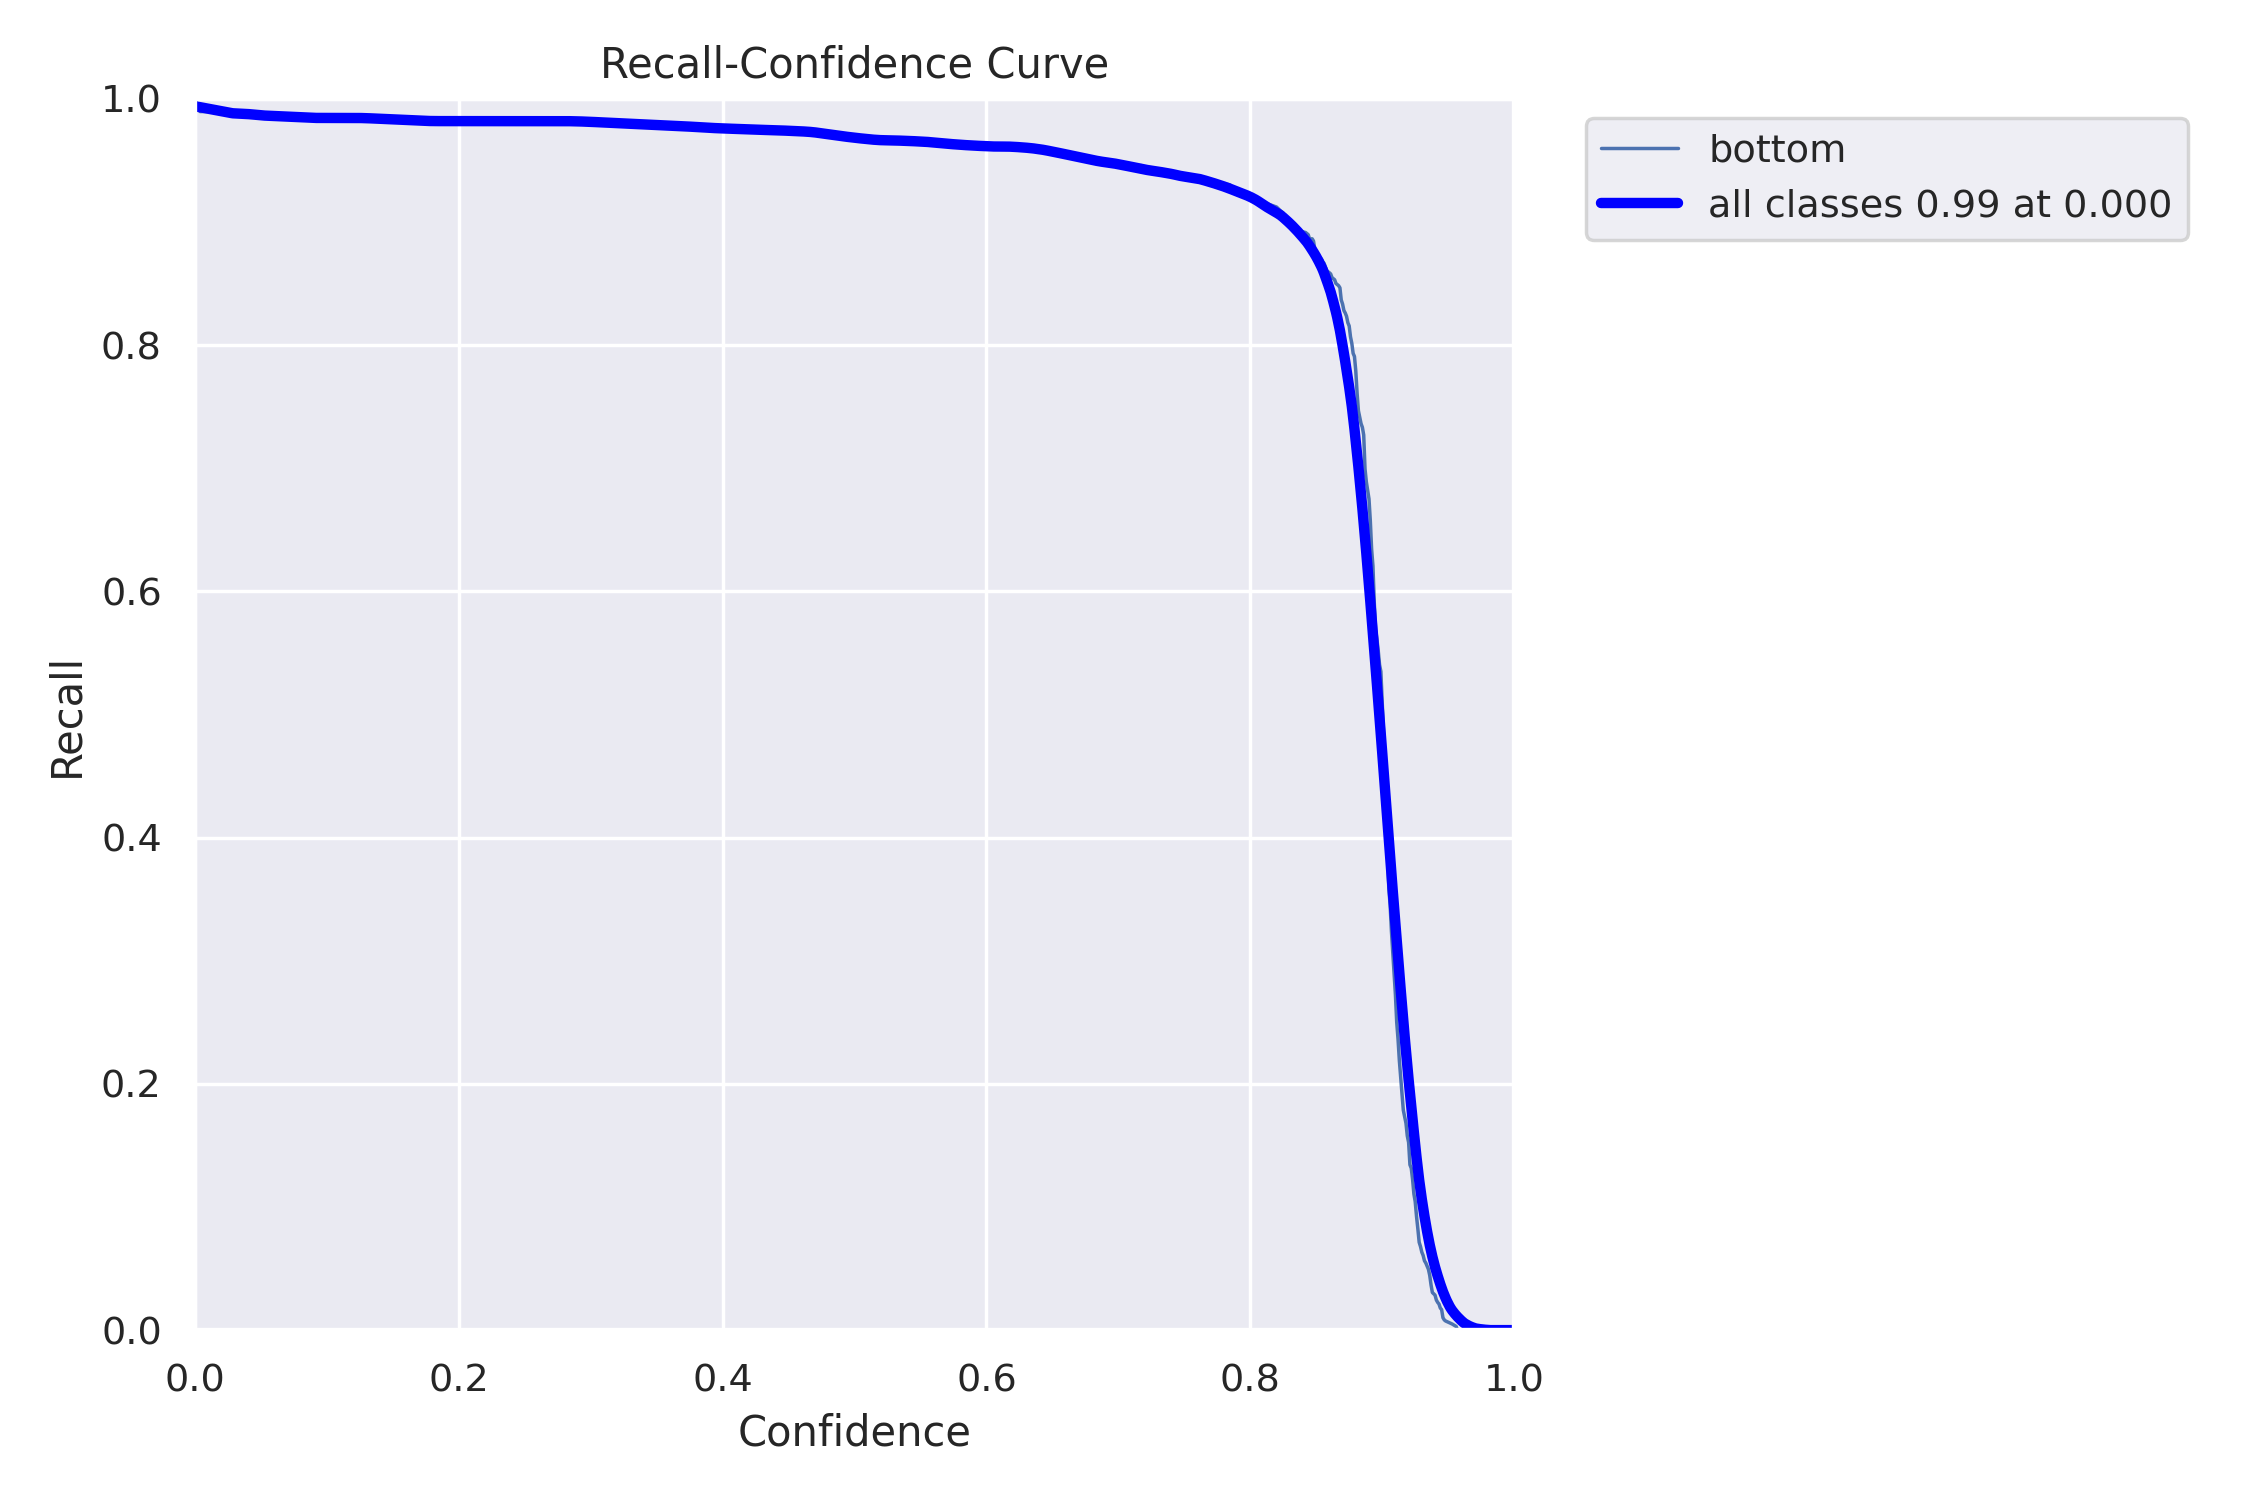 Recall-Confidence Curve
1.0
0.8
0.6
0.4
0.2
0.0
Recall
0.0 0.2 0.4 0.6 0.8 1.0
Confidence
bottom
all classes 0.99 at 0.000